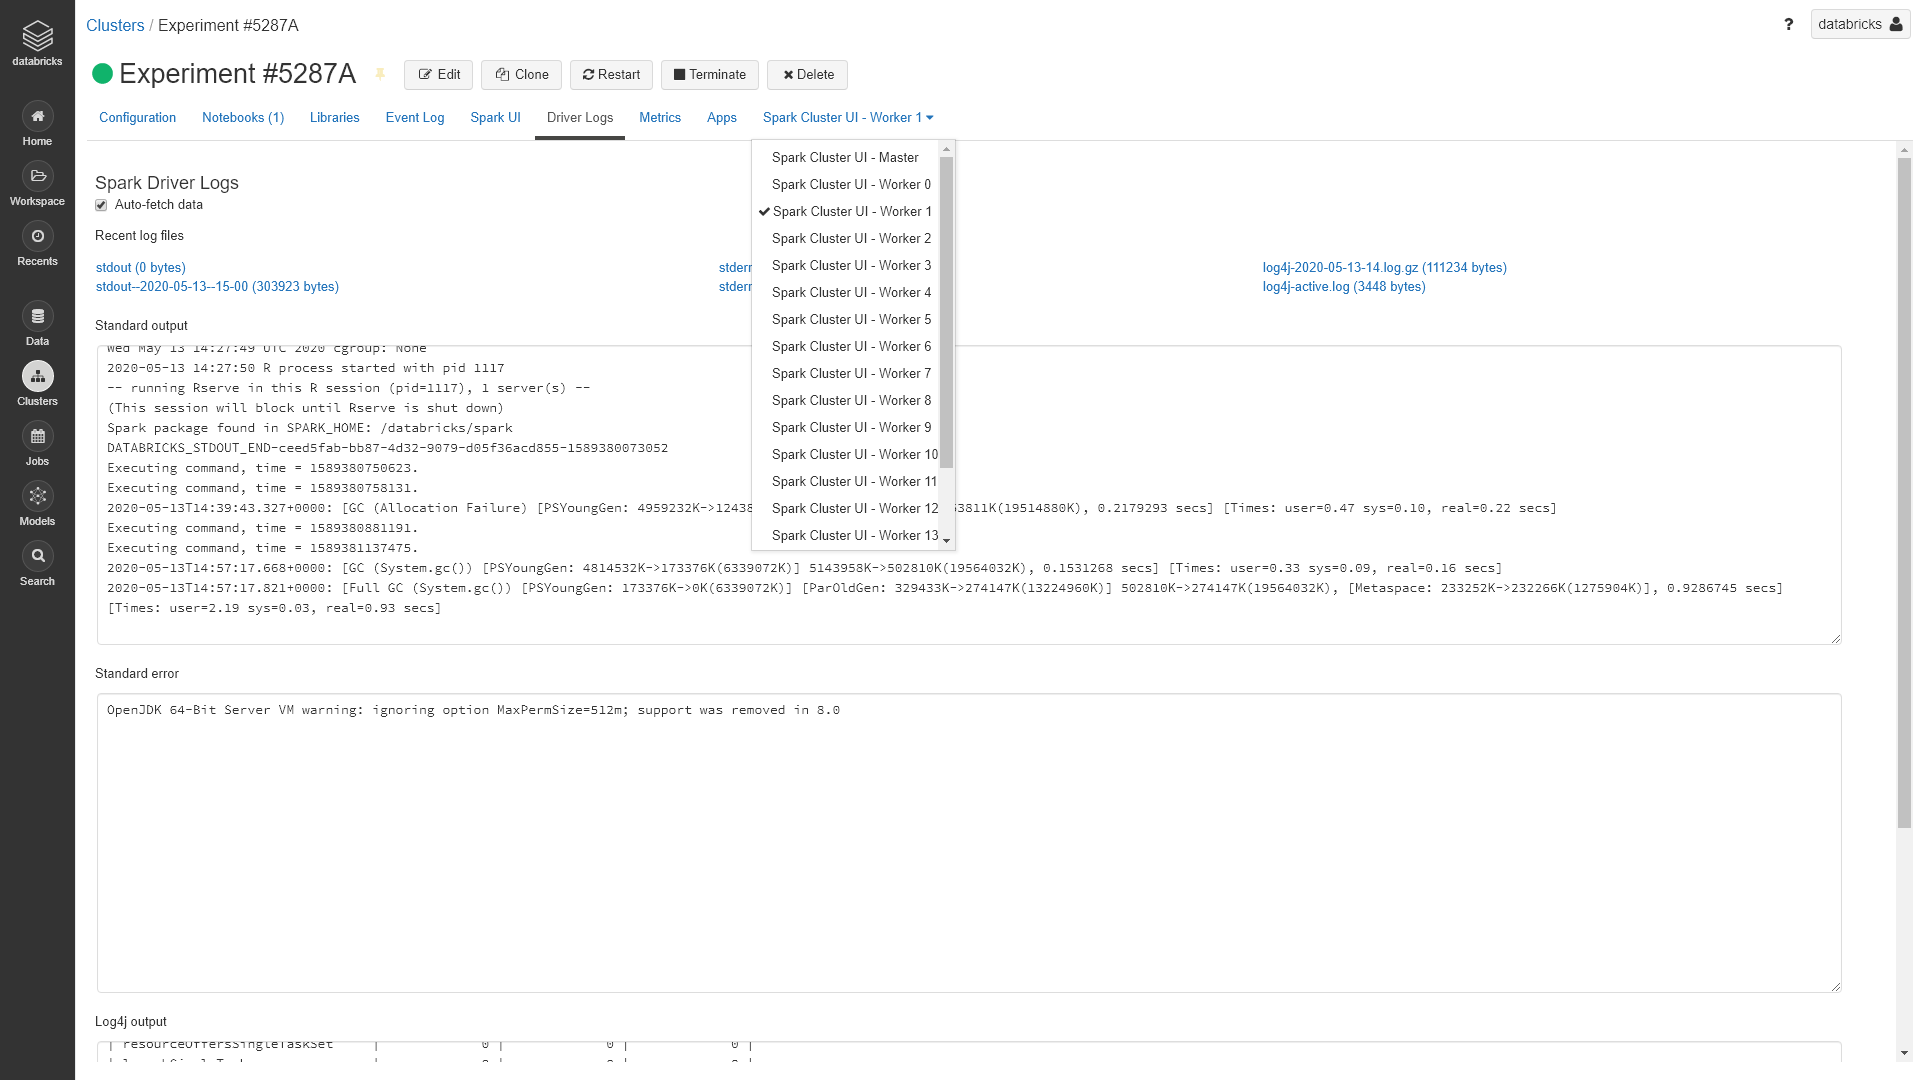 databricks
Home
Workspace
Recents
Data
Clusters
Jobs
Models
Search
Clusters / Experiment #5287A
? databricks
Experiment #5287A Edit Clone Restart Terminate Delete
Configuration Notebooks (1) Libraries Event Log Spark UI Driver Logs Metrics Apps Spark Cluster UI - Worker 1
Spark Cluster UI - Master
Spark Cluster UI - Worker 0
Spark Cluster UI - Worker 1
Spark Cluster UI - Worker 2
Spark Cluster UI - Worker 3
Spark Cluster UI - Worker 4
Spark Cluster UI - Worker 5
Spark Cluster UI - Worker 6
Spark Cluster UI - Worker 7
Spark Cluster UI - Worker 8
Spark Cluster UI - Worker 9
Spark Cluster UI - Worker 10
Spark Cluster UI - Worker 11
Spark Cluster UI - Worker 12
Spark Cluster UI - Worker 13
Spark Driver Logs
Auto-fetch data
Recent log files
stdout (0 bytes) stderr log4j-2020-05-13-14.log.gz (111234 bytes)
stdout--2020-05-13--15-00 (303923 bytes) stderr log4j-active.log (3448 bytes)
Standard output
Wed May 13 14:27:49 UTC 2020 cgroup: None
2020-05-13 14:27:50 R process started with pid 1117
-- running Rserve in this R session (pid=1117), 1 server(s) --
(This session will block until Rserve is shut down)
Spark package found in SPARK_HOME: /databricks/spark
DATABRICKS_STDOUT_END-ceed5fab-bb87-4d32-9079-d05f36acd855-1589380073052
Executing command, time = 1589380750623.
Executing command, time = 1589380758131.
2020-05-13T14:39:43.327+0000: [GC (Allocation Failure) [PSYoungGen: 4959232K->12438 53811K(19514880K), 0.2179293 secs] [Times: user=0.47 sys=0.10, real=0.22 secs]
Executing command, time = 1589380881191.
Executing command, time = 1589381137475.
2020-05-13T14:57:17.668+0000: [GC (System.gc()) [PSYoungGen: 4814532K->173376K(6339072K)] 5143958K->502810K(19564032K), 0.1531268 secs] [Times: user=0.33 sys=0.09, real=0.16 secs]
2020-05-13T14:57:17.821+0000: [Full GC (System.gc()) [PSYoungGen: 173376K->0K(6339072K)] [ParOldGen: 329433K->274147K(13224960K)] 502810K->274147K(19564032K), [Metaspace: 233252K->232266K(1275904K)], 0.9286745 secs]
[Times: user=2.19 sys=0.03, real=0.93 secs]
Standard error
OpenJDK 64-Bit Server VM warning: ignoring option MaxPermSize=512m; support was removed in 8.0
Log4j output
| resourceOffersSingleTaskSet | 0 | 0 | 0 |